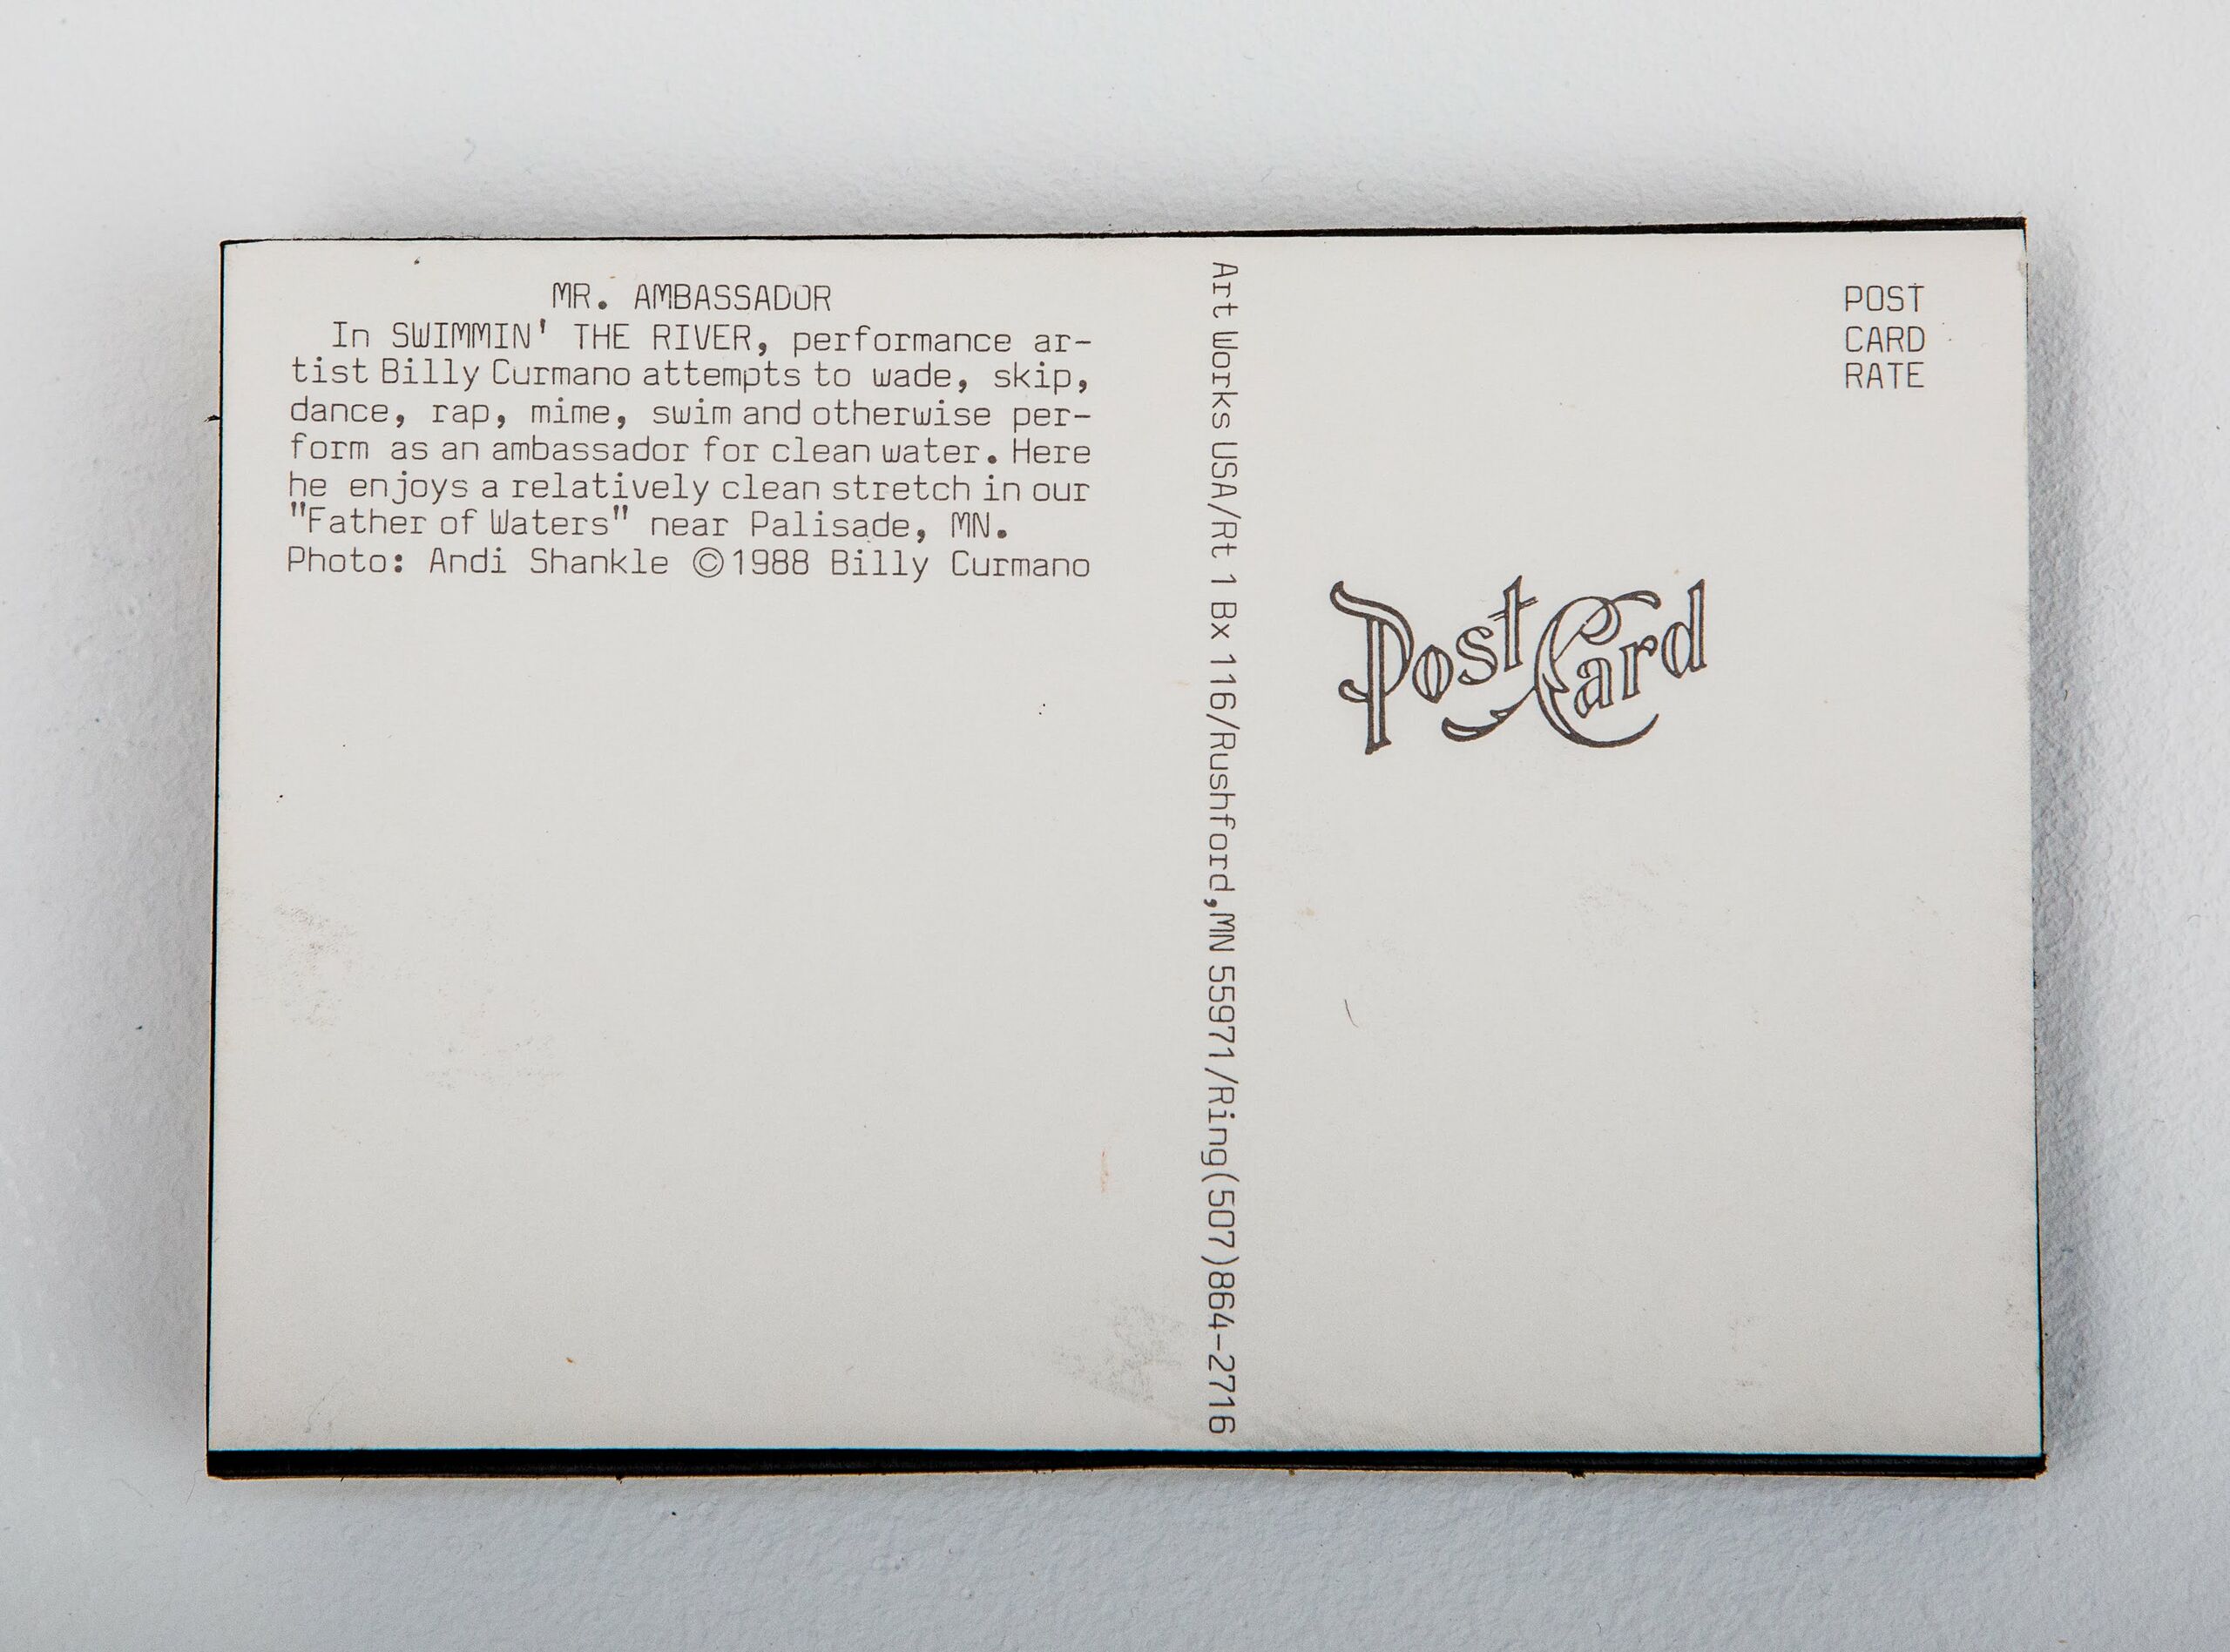 MR. AMBASSADOR
In SWIMMIN' THE RIVER, performance ar-
tist Billy Curmano attempts to wade, skip,
dance, rap, mime, swim and otherwise per-
form as an ambassador for clean water. Here
he enjoys a relatively clean stretch in our
"Father of Waters" near Palisade, MN.
Photo: Andi Shankle ©1988 Billy Curmano
Art Works USA/Rt 1 Bx 116/Rushford,MN 55971/Ring(507)864-2716
POST
CARD
RATE
Post Card